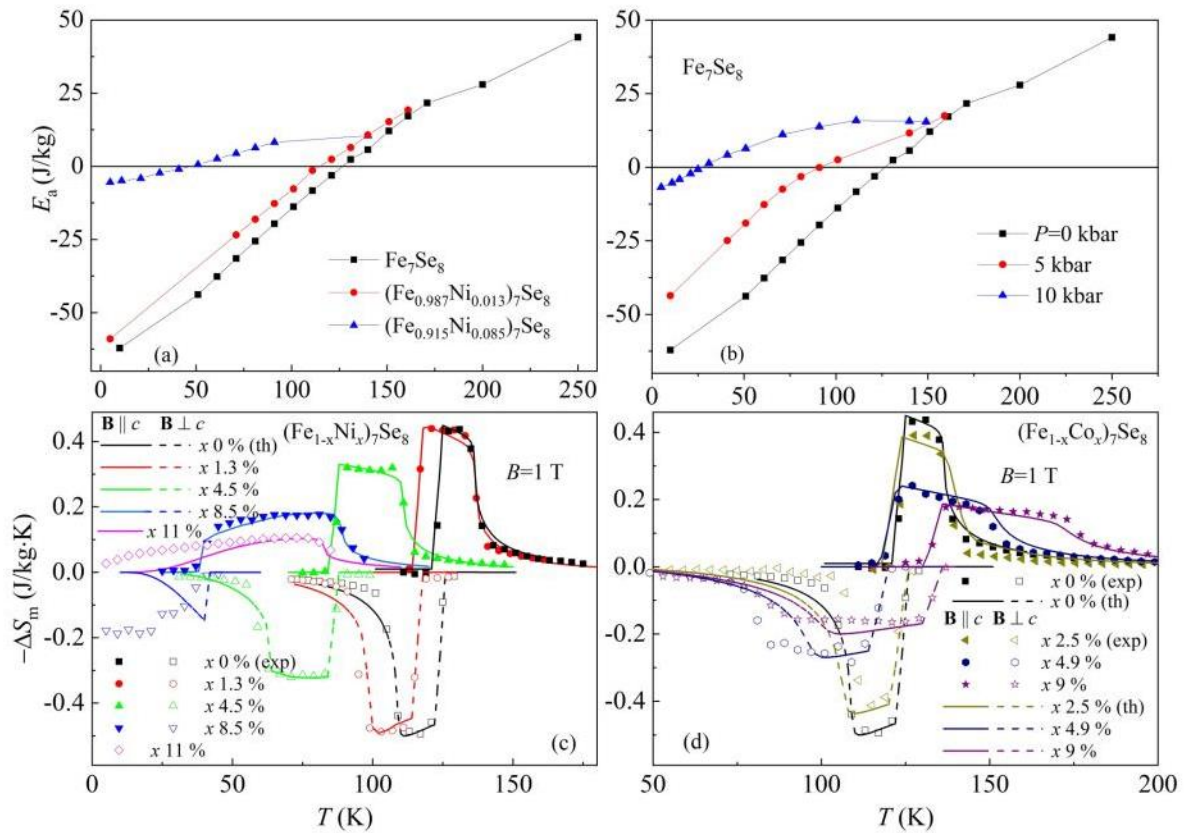 50
25
0
-25
-50
E_a (J/kg)
Fe₇Se₈
(Fe₀.₉₈₇Ni₀.₀₁₃)₇Se₈
(Fe₀.₉₁₅Ni₀.₀₈₅)₇Se₈
(a)
0 50 100 150 200 250
50
25
0
-25
-50
Fe₇Se₈
P=0 kbar
5 kbar
10 kbar
(b)
0 50 100 150 200 250
0.4
0.2
0.0
-0.2
-0.4
−ΔS_m (J/kg·K)
B ∥ c B ⊥ c
x 0 % (th)
x 1.3 %
x 4.5 %
x 8.5 %
x 11 %
(Fe₁₋ₓNiₓ)₇Se₈
B=1 T
x 0 % (exp)
x 1.3 %
x 4.5 %
x 8.5 %
x 11 %
(c)
0 50 100 150
T (K)
0.4
0.2
0.0
-0.2
-0.4
(Fe₁₋ₓCoₓ)₇Se₈
B=1 T
x 0 % (exp)
x 0 % (th)
B ∥ c B ⊥ c
x 2.5 % (exp)
x 4.9 %
x 9 %
x 2.5 % (th)
x 4.9 %
x 9 %
(d)
50 100 150 200
T (K)